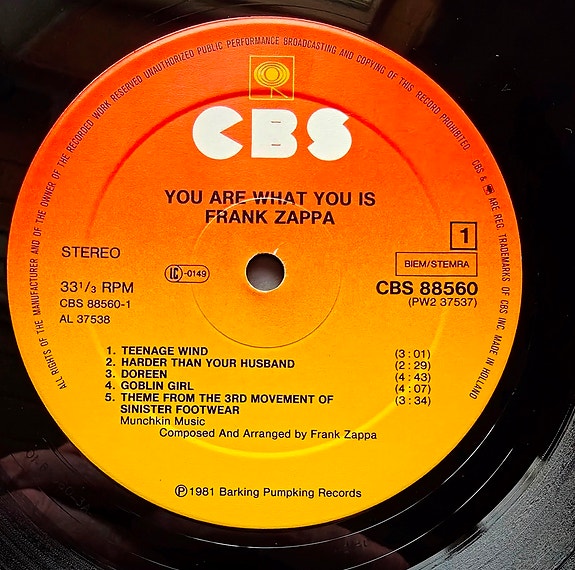 ALL RIGHTS OF THE MANUFACTURER AND OF THE OWNER OF THE RECORDED WORK RESERVED UNAUTHORIZED PUBLIC PERFORMANCE BROADCASTING AND COPYING OF THIS RECORD PROHIBITED. CBS & ARE REG. TRADEMARKS OF CBS INC. MADE IN HOLLAND
CBS
YOU ARE WHAT YOU IS
FRANK ZAPPA
STEREO
1
LC-0149
BIEM/STEMRA
33 1/3 RPM
CBS 88560
CBS 88560-1
(PW2 37537)
AL 37538
1. TEENAGE WIND (3 : 01)
2. HARDER THAN YOUR HUSBAND (2 : 29)
3. DOREEN (4 : 43)
4. GOBLIN GIRL (4 : 07)
5. THEME FROM THE 3RD MOVEMENT OF (3 : 34)
SINISTER FOOTWEAR
Munchkin Music
Composed And Arranged by Frank Zappa
℗1981 Barking Pumpking Records